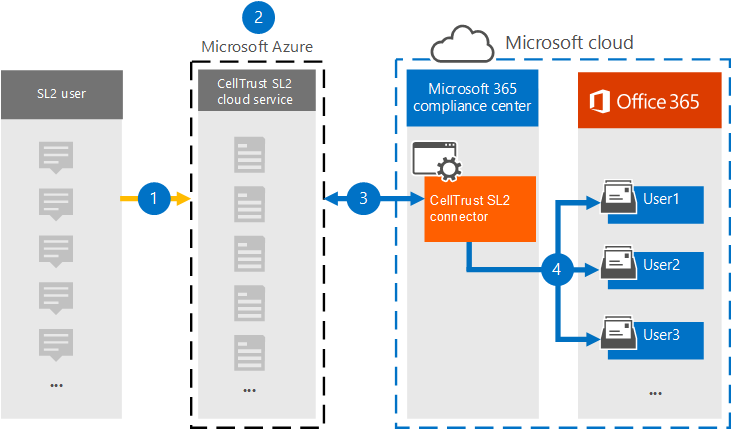 2
Microsoft Azure
Microsoft cloud
SL2 user
CellTrust SL2
cloud service
Microsoft 365
compliance center
Office 365
1
3
CellTrust SL2
connector
4
User1
User2
User3
...
...
...